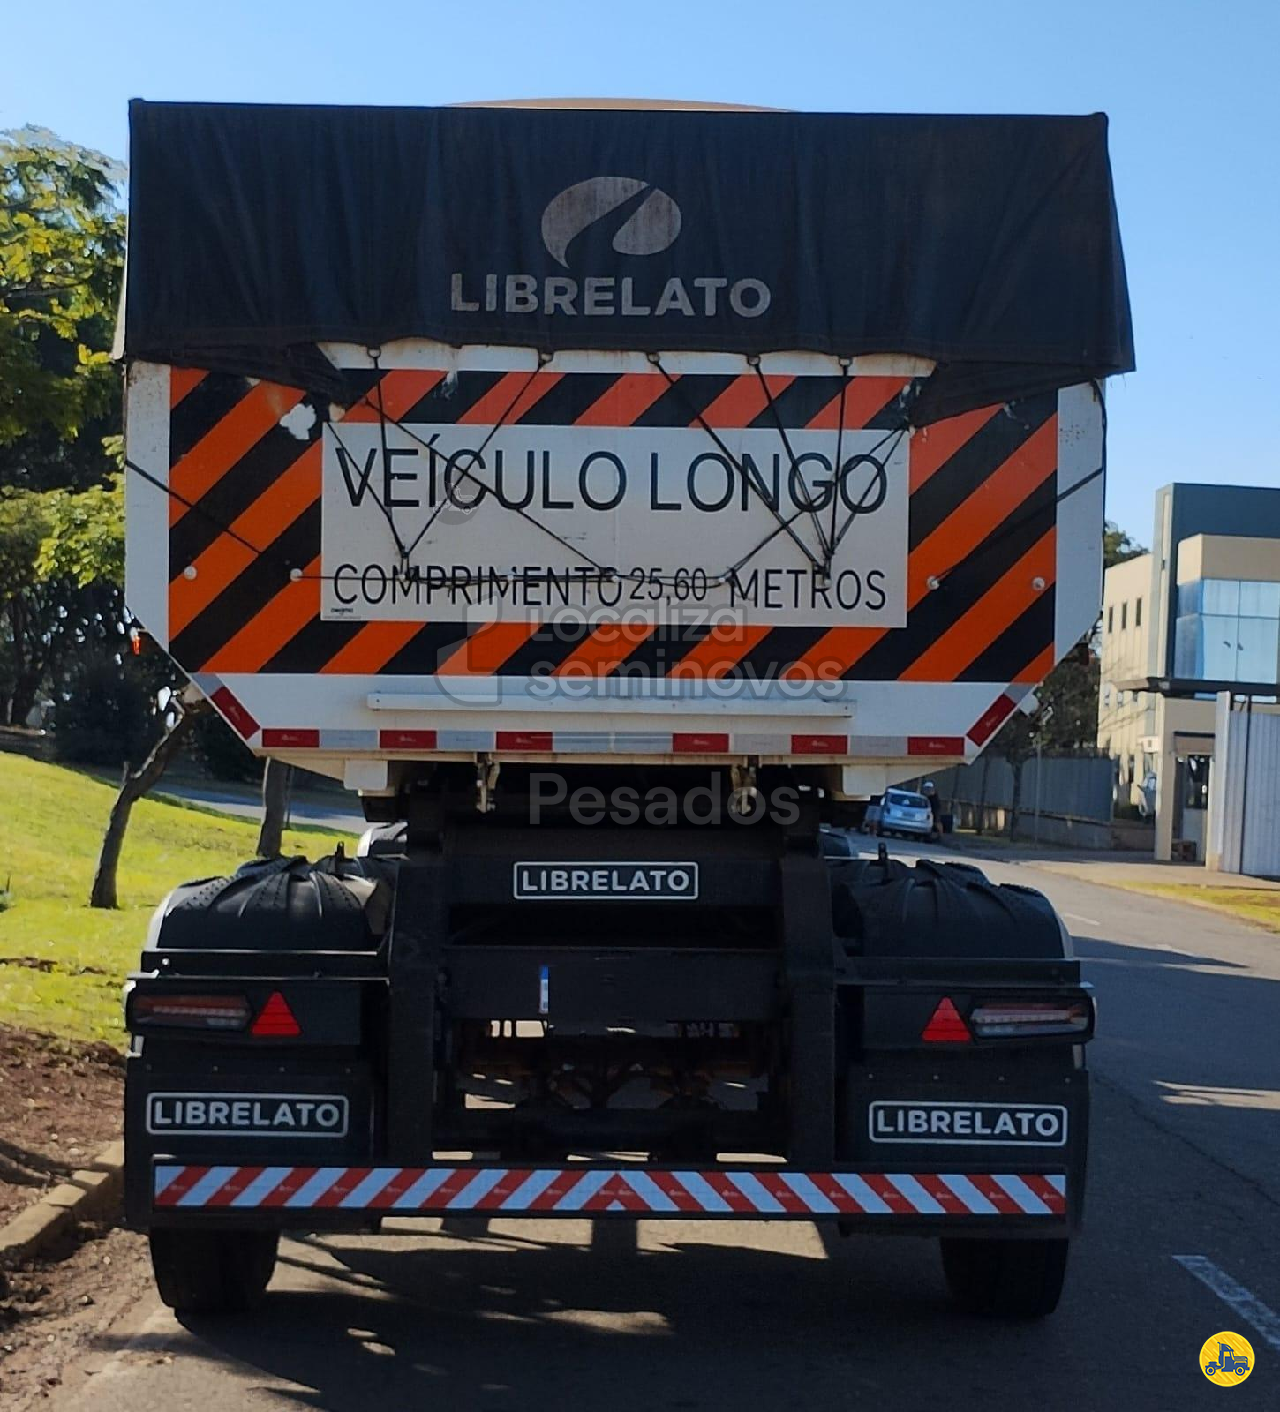 LIBRELATO
VEÍCULO LONGO
COMPRIMENTO 25,60 METROS
Localiza
seminovos
Pesados
LIBRELATO
LIBRELATO
LIBRELATO